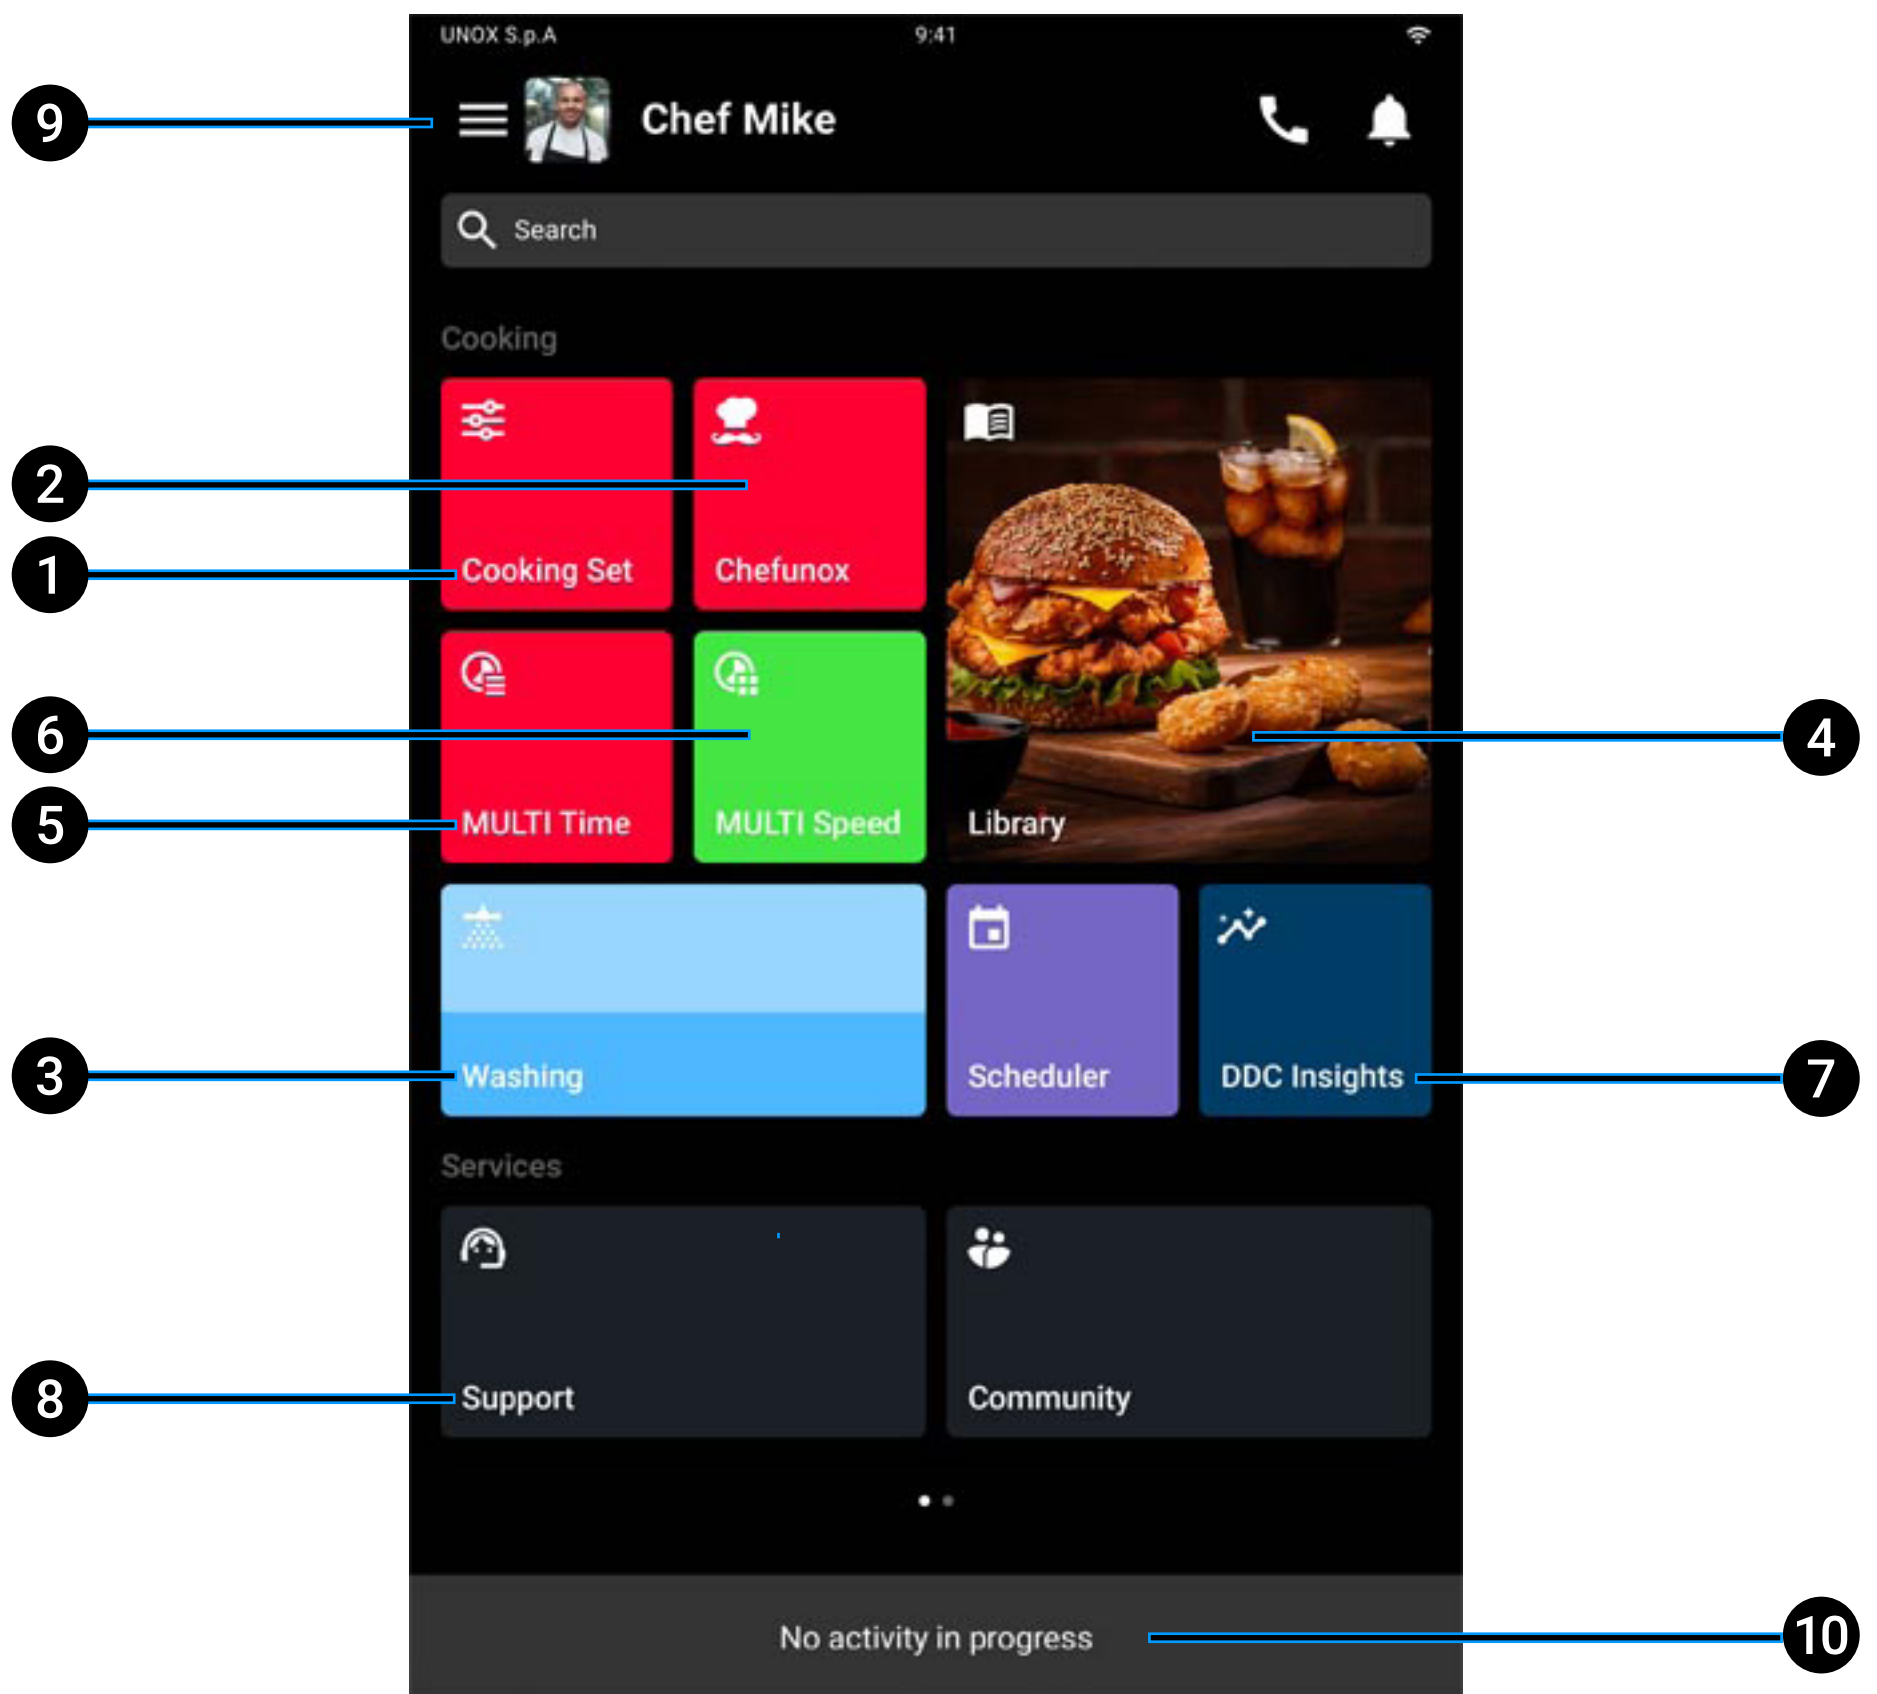 UNOX S.p.A 9:41
9 Chef Mike
Search
Cooking
2
1 Cooking Set Chefunox
6
4
5 MULTI Time MULTI Speed Library
3 Washing Scheduler DDC Insights 7
Services
8 Support Community
No activity in progress 10